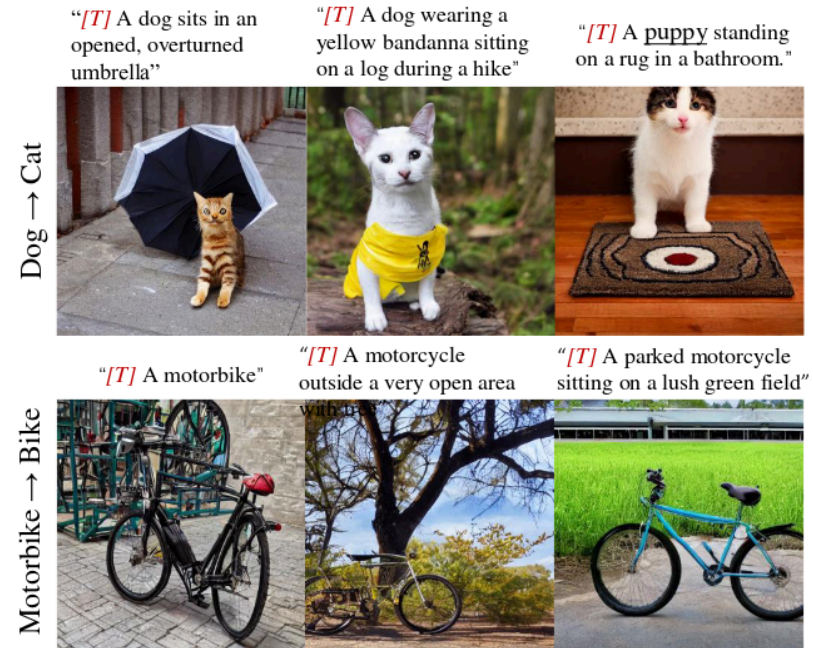 “[T] A dog sits in an
opened, overturned
umbrella”
"[T] A dog wearing a
yellow bandanna sitting
on a log during a hike"
"[T] A puppy standing
on a rug in a bathroom."
Dog → Cat
"[T] A motorbike"
"[T] A motorcycle
outside a very open area
with tree"
"[T] A parked motorcycle
sitting on a lush green field”
Motorbike → Bike